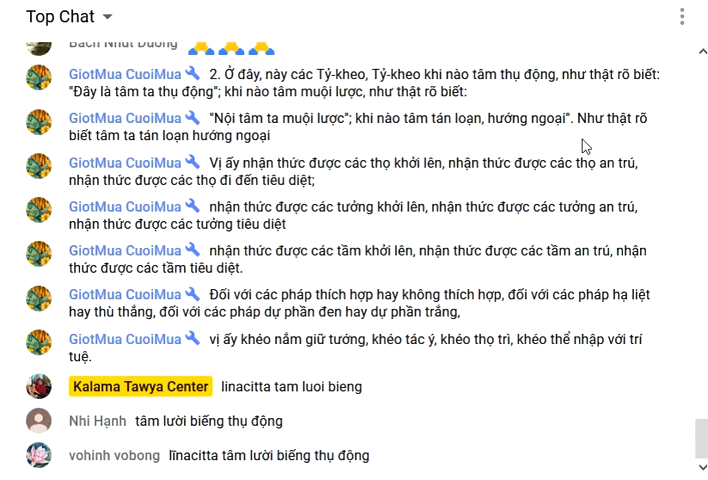 Top Chat
Bach Nhut Duong
GiotMua CuoiMua 2. Ở đây, này các Tỷ-kheo, Tỷ-kheo khi nào tâm thụ động, như thật rõ biết:
"Đây là tâm ta thụ động"; khi nào tâm muội lược, như thật rõ biết:
GiotMua CuoiMua "Nội tâm ta muội lược"; khi nào tâm tán loạn, hướng ngoại". Như thật rõ
biết tâm ta tán loạn hướng ngoại
GiotMua CuoiMua Vị ấy nhận thức được các thọ khởi lên, nhận thức được các thọ an trú,
nhận thức được các thọ đi đến tiêu diệt;
GiotMua CuoiMua nhận thức được các tưởng khởi lên, nhận thức được các tưởng an trú,
nhận thức được các tưởng tiêu diệt
GiotMua CuoiMua nhận thức được các tầm khởi lên, nhận thức được các tầm an trú, nhận
thức được các tầm tiêu diệt.
GiotMua CuoiMua Đối với các pháp thích hợp hay không thích hợp, đối với các pháp hạ liệt
hay thù thắng, đối với các pháp dự phần đen hay dự phần trắng,
GiotMua CuoiMua vị ấy khéo nắm giữ tướng, khéo tác ý, khéo thọ trì, khéo thể nhập với trí
tuệ.
Kalama Tawya Center linacitta tam luoi bieng
Nhi Hạnh tâm lười biếng thụ động
vohinh vobong līnacitta tâm lười biếng thụ động